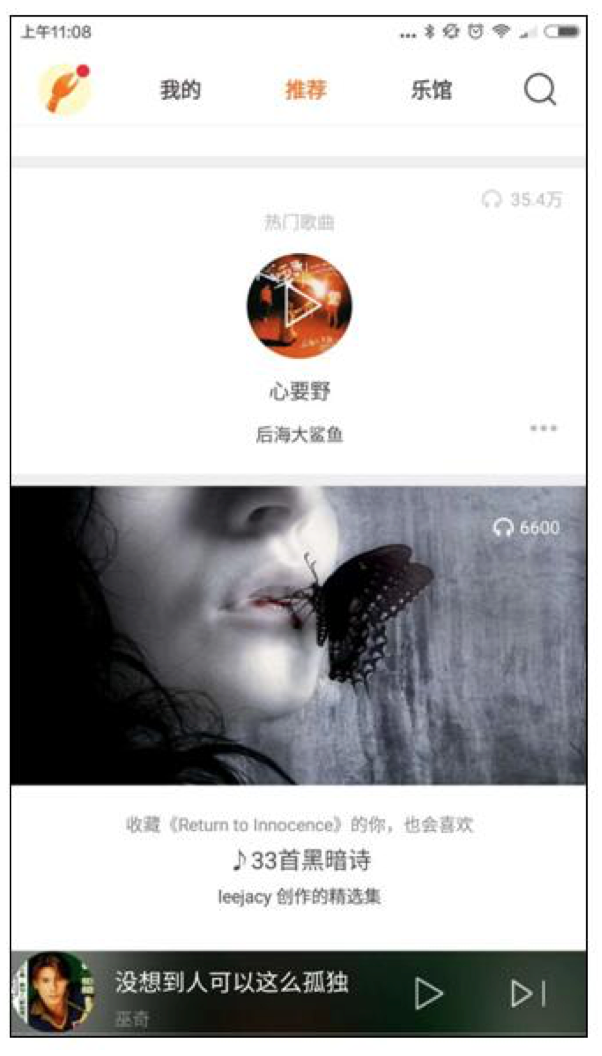 上午11:08
我的
推荐
乐馆
35.4万
热门歌曲
心要野
后海大鲨鱼
6600
收藏《Return to Innocence》的你，也会喜欢
♪33首黑暗诗
leejacy 创作的精选集
没想到人可以这么孤独
巫奇